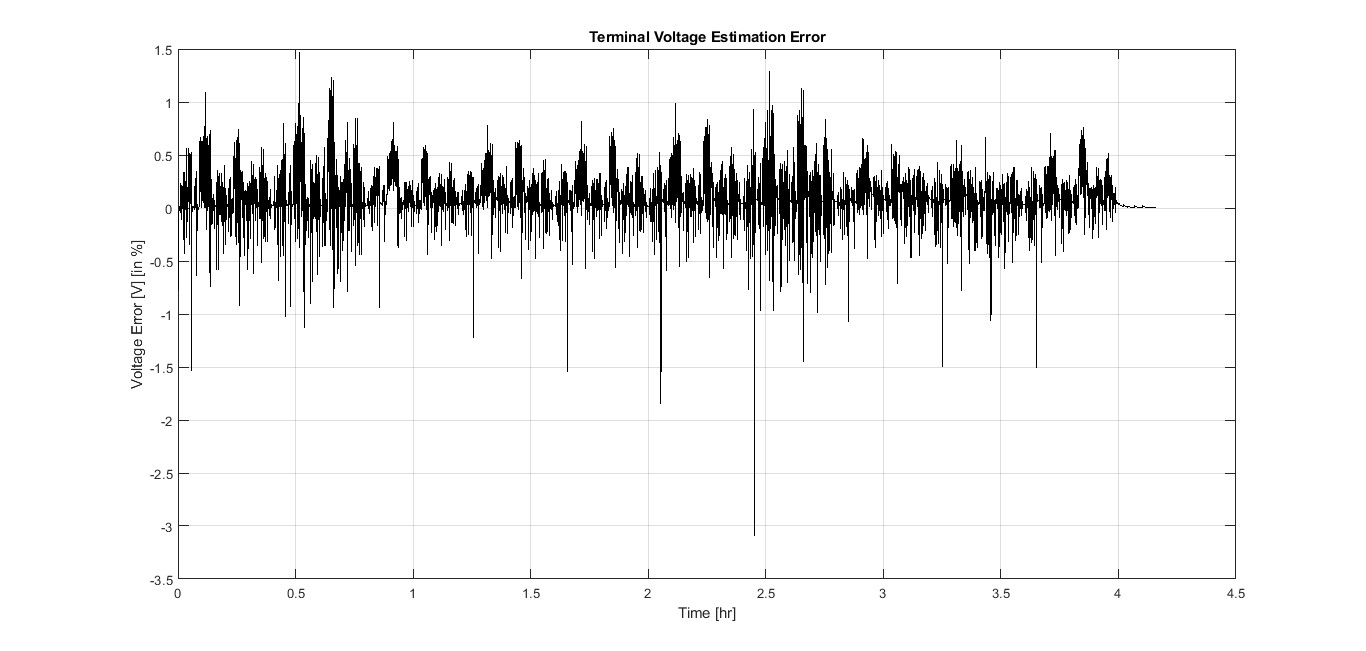 Terminal Voltage Estimation Error
1.5
1
0.5
0
-0.5
-1
-1.5
-2
-2.5
-3
-3.5
Voltage Error [V] [in %]
0 0.5 1 1.5 2 2.5 3 3.5 4 4.5
Time [hr]